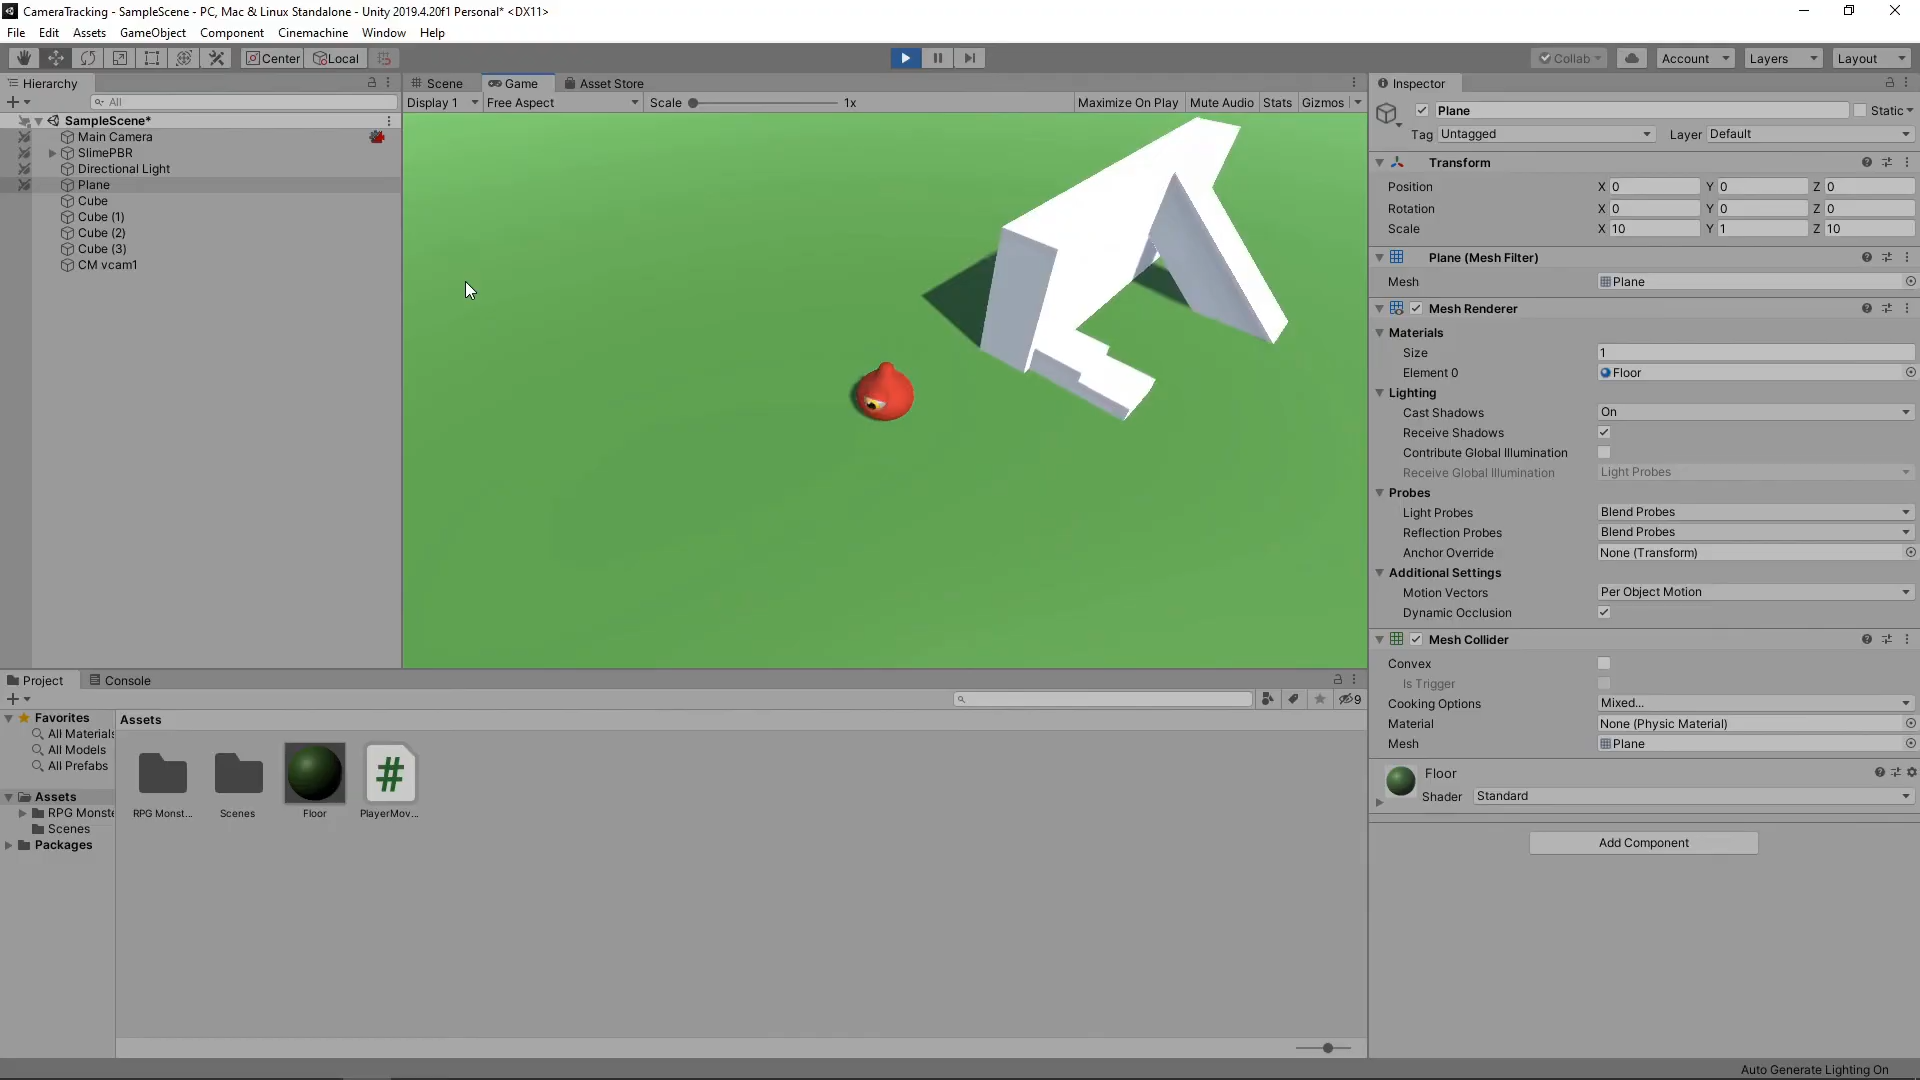 CameraTracking - SampleScene - PC, Mac & Linux Standalone - Unity 2019.4.20f1 Personal* <DX11>
File Edit Assets GameObject Component Cinemachine Window Help
Center Local Collab Account Layers Layout
Hierarchy
All
SampleScene*
Main Camera
SlimePBR
Directional Light
Plane
Cube
Cube (1)
Cube (2)
Cube (3)
CM vcam1
Scene Game Asset Store
Display 1 Free Aspect Scale 1x Maximize On Play Mute Audio Stats Gizmos
Inspector
Plane Static
Tag Untagged Layer Default
Transform
Position X 0 Y 0 Z 0
Rotation X 0 Y 0 Z 0
Scale X 10 Y 1 Z 10
Plane (Mesh Filter)
Mesh Plane
Mesh Renderer
Materials
Size 1
Element 0 Floor
Lighting
Cast Shadows On
Receive Shadows
Contribute Global Illumination
Receive Global Illumination Light Probes
Probes
Light Probes Blend Probes
Reflection Probes Blend Probes
Anchor Override None (Transform)
Additional Settings
Motion Vectors Per Object Motion
Dynamic Occlusion
Mesh Collider
Convex
Is Trigger
Cooking Options Mixed...
Material None (Physic Material)
Mesh Plane
Floor
Shader Standard
Add Component
Project Console
9
Favorites
All Materials
All Models
All Prefabs
Assets
RPG Monste
Scenes
Packages
Assets
RPG Monst... Scenes Floor PlayerMov...
Auto Generate Lighting On